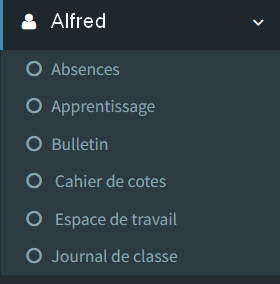 Alfred
Absences
Apprentissage
Bulletin
Cahier de cotes
Espace de travail
Journal de classe